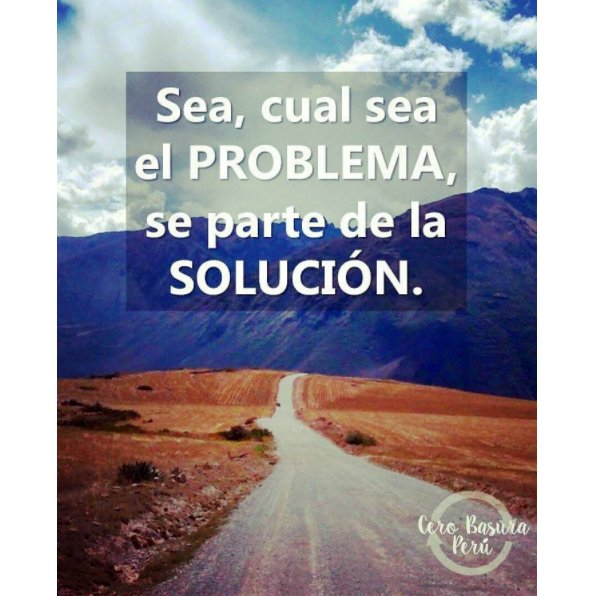 Sea, cual sea
el PROBLEMA,
se parte de la
SOLUCIÓN.
Cero Basura
Perú